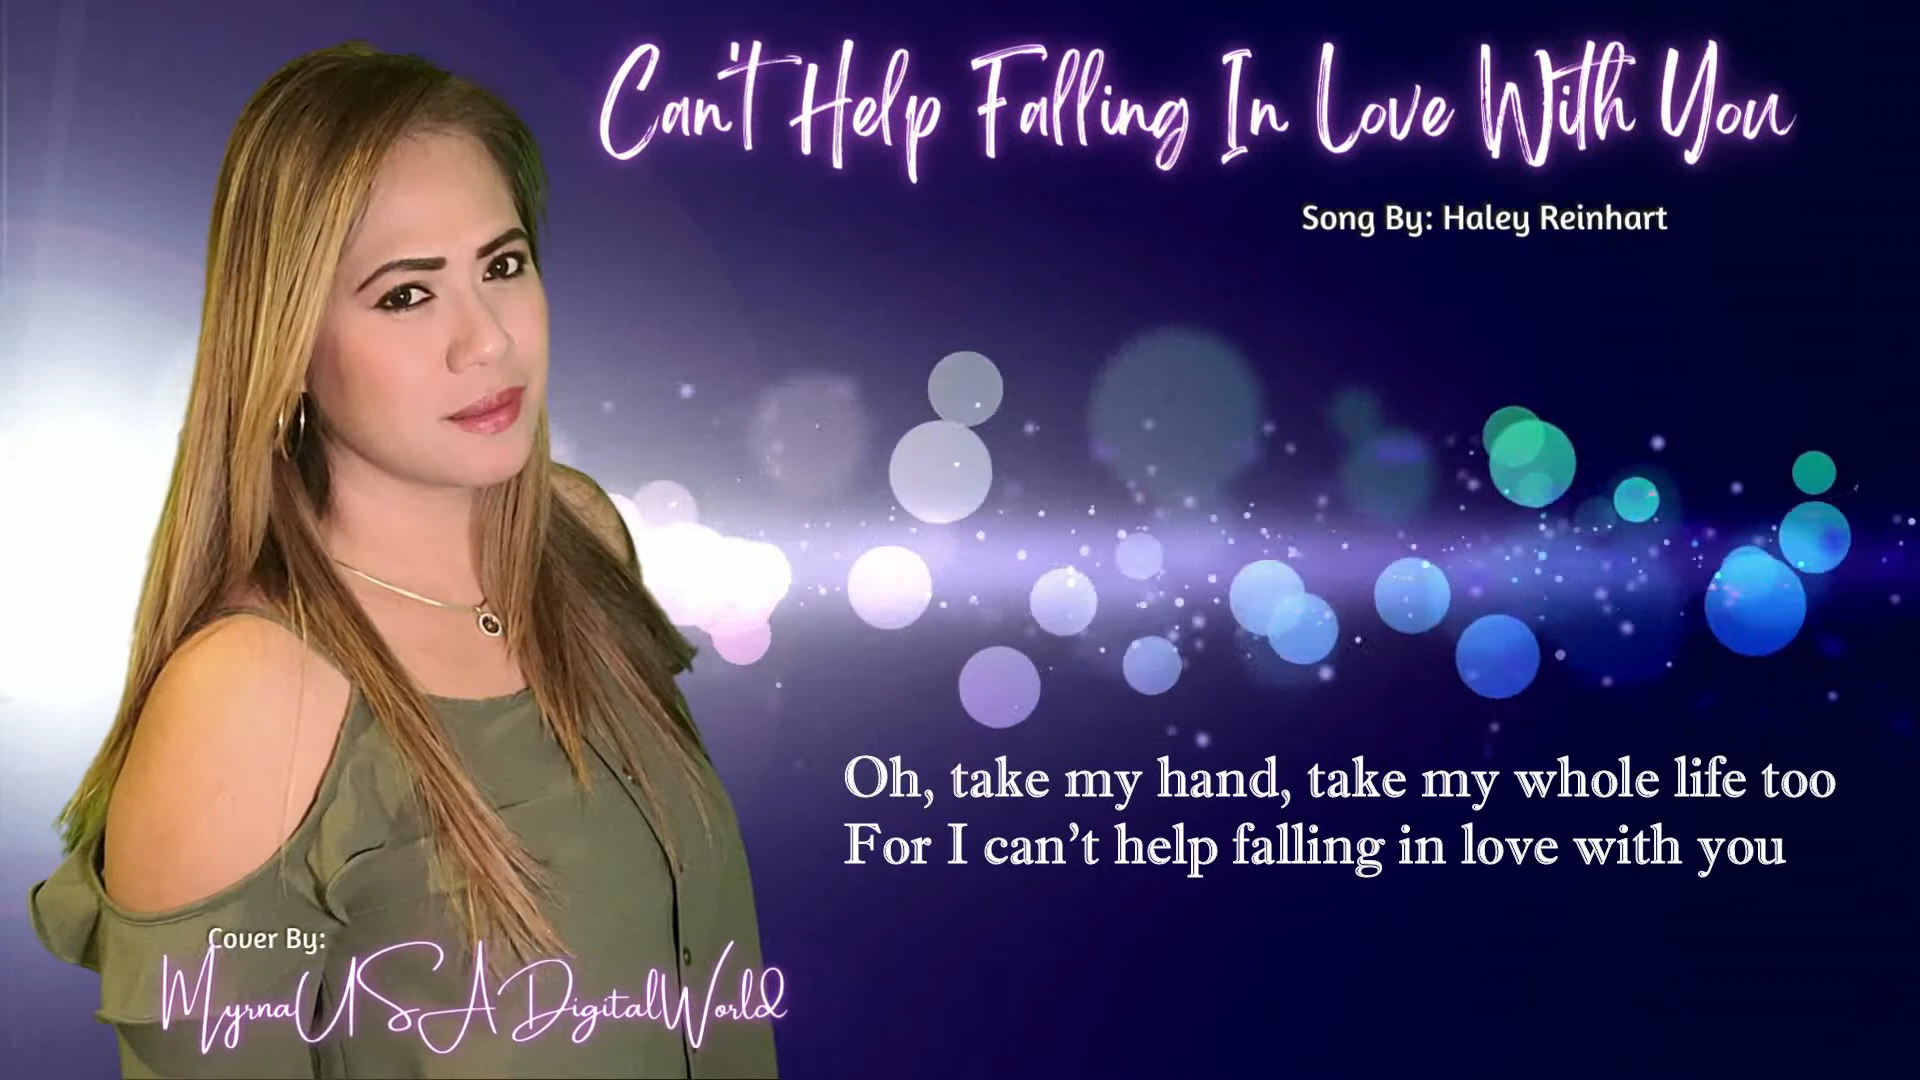 Can't Help Falling In Love With You
Song By: Haley Reinhart
Oh, take my hand, take my whole life too
For I can’t help falling in love with you
Cover By:
MyrnaUSADigitalWorld